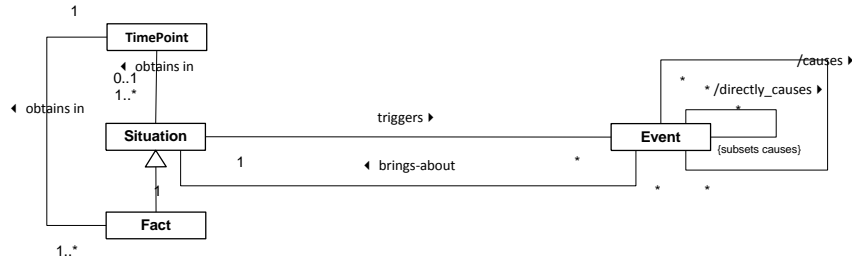 1
TimePoint
◄ obtains in
0..1
1..*
/causes ►
*
* /directly_causes ►
*
◄ obtains in
triggers ►
Situation
Event
{subsets causes}
1
◄ brings-about
*
1
*
*
Fact
1..*